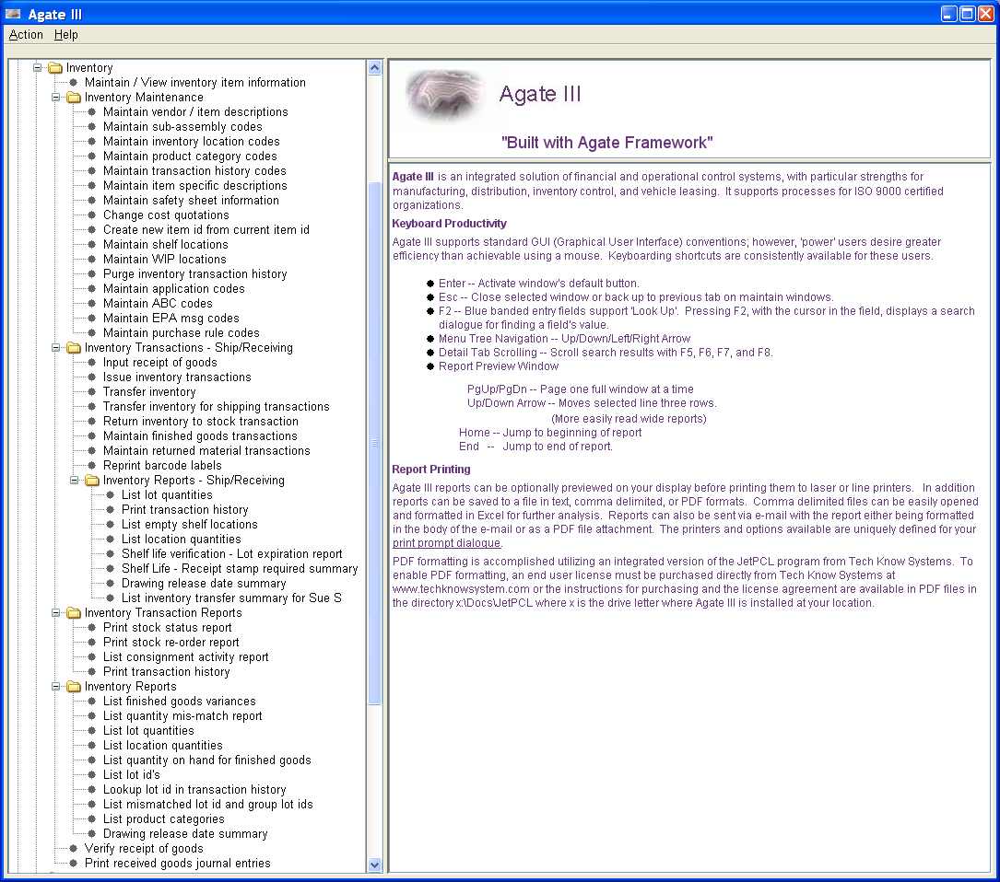 Agate III
Action Help
Inventory
Maintain / View inventory item information
Inventory Maintenance
Maintain vendor / item descriptions
Maintain sub-assembly codes
Maintain inventory location codes
Maintain product category codes
Maintain transaction history codes
Maintain item specific descriptions
Maintain safety sheet information
Change cost quotations
Create new item id from current item id
Maintain shelf locations
Maintain WIP locations
Purge inventory transaction history
Maintain application codes
Maintain ABC codes
Maintain EPA msg codes
Maintain purchase rule codes
Inventory Transactions - Ship/Receiving
Input receipt of goods
Issue inventory transactions
Transfer inventory
Transfer inventory for shipping transactions
Return inventory to stock transaction
Maintain finished goods transactions
Maintain returned material transactions
Reprint barcode labels
Inventory Reports - Ship/Receiving
List lot quantities
Print transaction history
List empty shelf locations
List location quantities
Shelf life verification - Lot expiration report
Shelf Life - Receipt stamp required summary
Drawing release date summary
List inventory transfer summary for Sue S
Inventory Transaction Reports
Print stock status report
Print stock re-order report
List consignment activity report
Print transaction history
Inventory Reports
List finished goods variances
List quantity mis-match report
List lot quantities
List location quantities
List quantity on hand for finished goods
List lot id's
Lookup lot id in transaction history
List mismatched lot id and group lot ids
List product categories
Drawing release date summary
Verify receipt of goods
Print received goods journal entries
Agate III
"Built with Agate Framework"
Agate III is an integrated solution of financial and operational control systems, with particular strengths for
manufacturing, distribution, inventory control, and vehicle leasing. It supports processes for ISO 9000 certified
organizations.
Keyboard Productivity
Agate III supports standard GUI (Graphical User Interface) conventions; however, 'power' users desire greater
efficiency than achievable using a mouse. Keyboarding shortcuts are consistently available for these users.
Enter -- Activate window's default button.
Esc -- Close selected window or back up to previous tab on maintain windows.
F2 -- Blue banded entry fields support 'Look Up'. Pressing F2, with the cursor in the field, displays a search
dialogue for finding a field's value.
Menu Tree Navigation -- Up/Down/Left/Right Arrow
Detail Tab Scrolling -- Scroll search results with F5, F6, F7, and F8.
Report Preview Window
PgUp/PgDn -- Page one full window at a time
Up/Down Arrow -- Moves selected line three rows.
(More easily read wide reports)
Home -- Jump to beginning of report
End -- Jump to end of report.
Report Printing
Agate III reports can be optionally previewed on your display before printing them to laser or line printers. In addition
reports can be saved to a file in text, comma delimited, or PDF formats. Comma delimited files can be easily opened
and formatted in Excel for further analysis. Reports can also be sent via e-mail with the report either being formatted
in the body of the e-mail or as a PDF file attachment. The printers and options available are uniquely defined for your
print prompt dialogue.
PDF formatting is accomplished utilizing an integrated version of the JetPCL program from Tech Know Systems. To
enable PDF formatting, an end user license must be purchased directly from Tech Know Systems at
www.techknowsystem.com or the instructions for purchasing and the license agreement are available in PDF files in
the directory x:\Docs\JetPCL where x is the drive letter where Agate III is installed at your location.